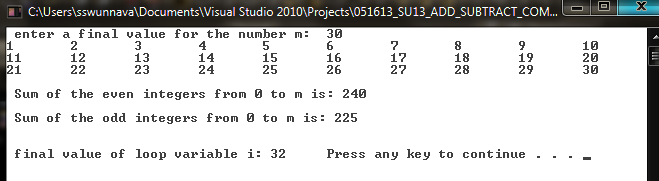 C:\Users\sswunnava\Documents\Visual Studio 2010\Projects\051613_SU13_ADD_SUBTRACT_COM...
enter a final value for the number m: 30
1 2 3 4 5 6 7 8 9 10
11 12 13 14 15 16 17 18 19 20
21 22 23 24 25 26 27 28 29 30
Sum of the even integers from 0 to m is: 240
Sum of the odd integers from 0 to m is: 225
final value of loop variable i: 32 Press any key to continue . . . _